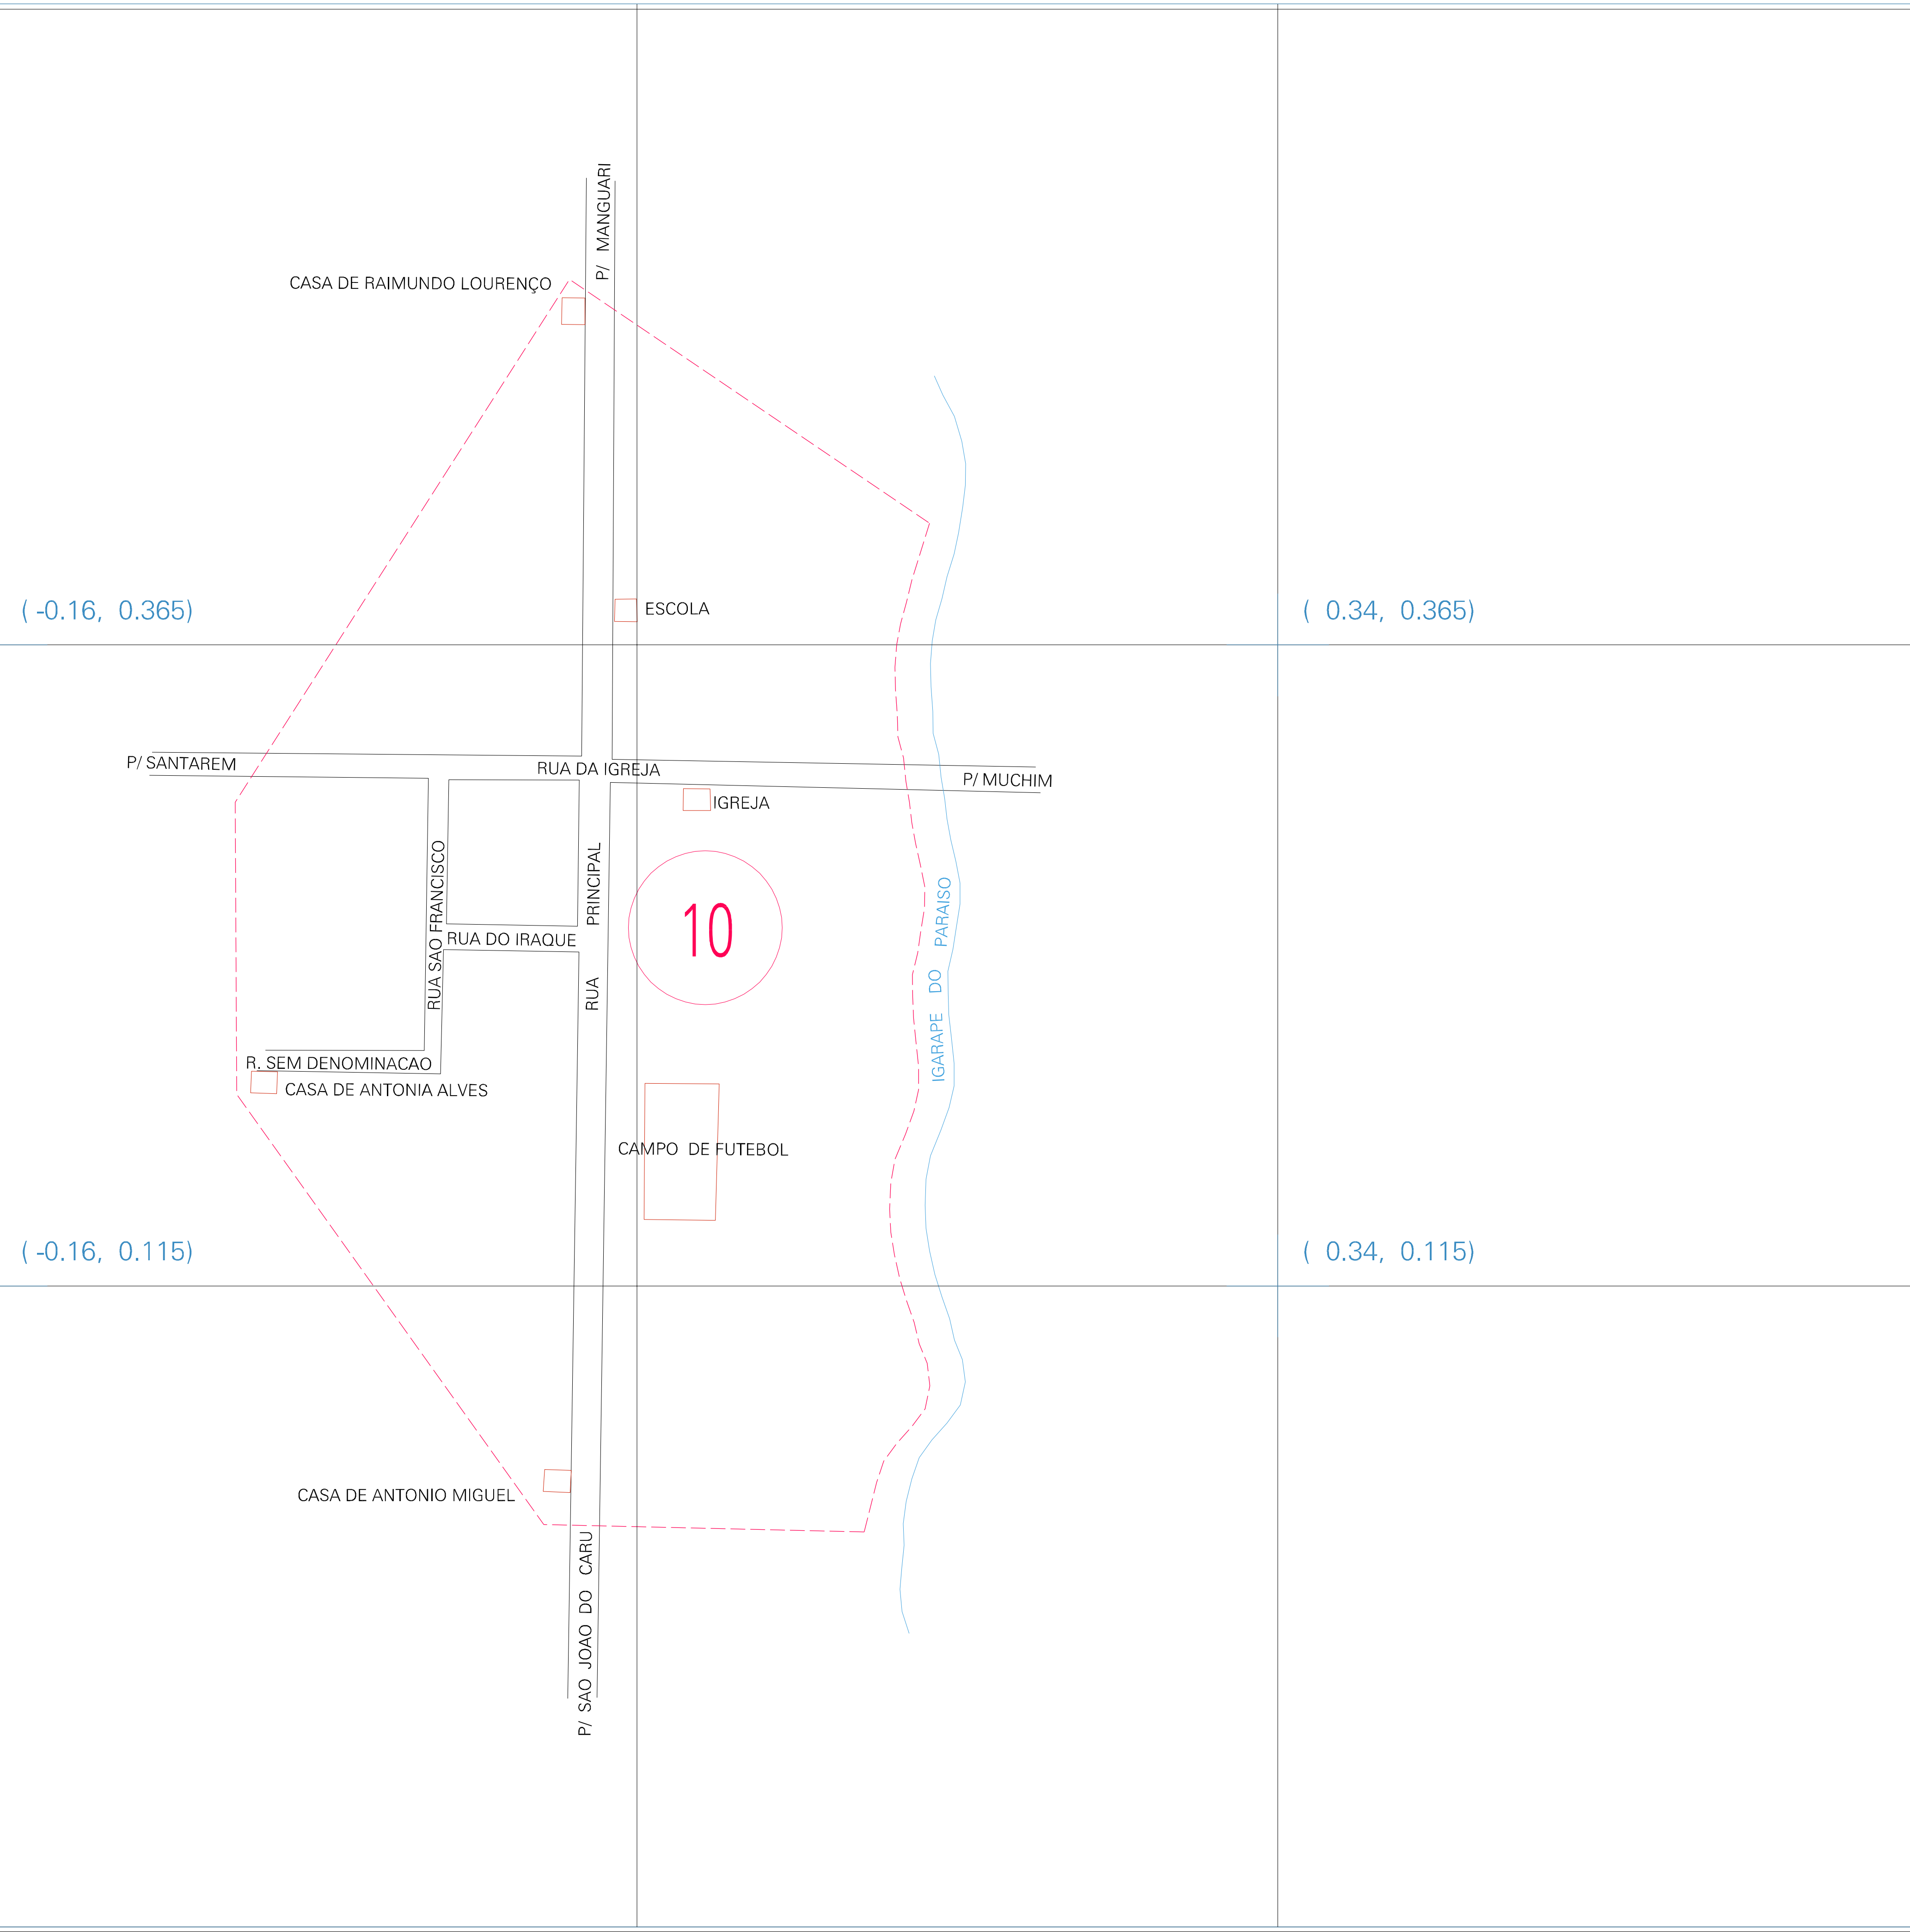 P/ MANGUARI
CASA DE RAIMUNDO LOURENÇO
( -0.16, 0.365)
ESCOLA
( 0.34, 0.365)
P/ SANTAREM
RUA DA IGREJA
P/ MUCHIM
IGREJA
RUA SAO FRANCISCO
RUA PRINCIPAL
10
IGARAPE DO PARAISO
RUA DO IRAQUE
R. SEM DENOMINACAO
CASA DE ANTONIA ALVES
CAMPO DE FUTEBOL
( -0.16, 0.115)
( 0.34, 0.115)
CASA DE ANTONIO MIGUEL
P/ SAO JOAO DO CARU